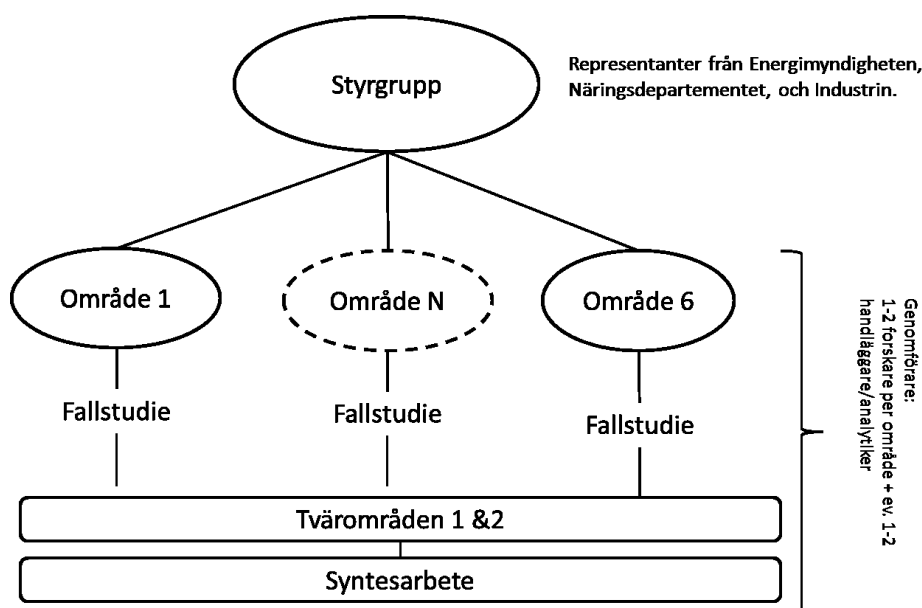 Styrgrupp
Representanter från Energimyndigheten,
Näringsdepartementet, och Industrin.
Område 1
Område N
Område 6
Fallstudie
Fallstudie
Fallstudie
Tvärområden 1 &2
Syntesarbete
Genomförare:
1-2 forskare per område + ev. 1-2
handläggare/analytiker